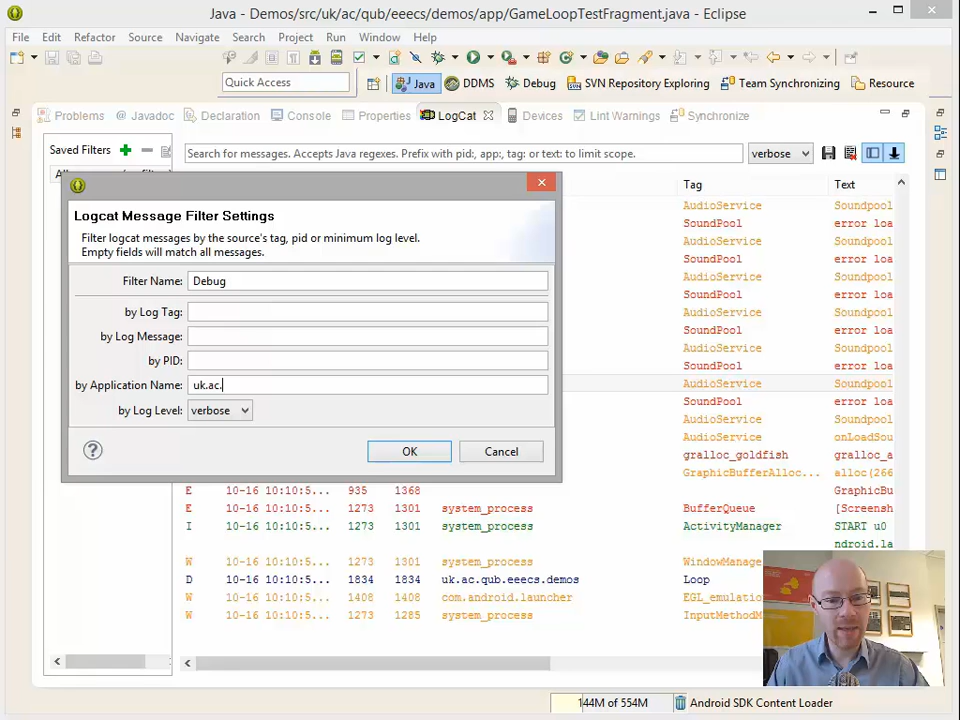 Java - Demos/src/uk/ac/qub/eeecs/demos/app/GameLoopTestFragment.java - Eclipse
File Edit Refactor Source Navigate Search Project Run Window Help
Quick Access Java DDMS Debug SVN Repository Exploring Team Synchronizing Resource
Problems Javadoc Declaration Console Properties LogCat Devices Lint Warnings Synchronize
Saved Filters Search for messages. Accepts Java regexes. Prefix with pid:, app:, tag: or text: to limit scope. verbose
Tag Text
Logcat Message Filter Settings
Filter logcat messages by the source's tag, pid or minimum log level.
Empty fields will match all messages.
Filter Name: Debug
by Log Tag:
by Log Message:
by PID:
by Application Name: uk.ac.
by Log Level: verbose
? OK Cancel
AudioService Soundpool
SoundPool error loa
AudioService Soundpool
SoundPool error loa
AudioService Soundpool
SoundPool error loa
AudioService Soundpool
SoundPool error loa
AudioService Soundpool
SoundPool error loa
AudioService Soundpool
SoundPool error loa
AudioService Soundpool
AudioService onLoadSou
gralloc_goldfish gralloc_a
GraphicBufferAlloc... alloc(266
E 10-16 10:10:5... 935 1368 GraphicBu
E 10-16 10:10:5... 1273 1301 system_process BufferQueue [Screensh
I 10-16 10:10:5... 1273 1301 system_process ActivityManager START u0
ndroid.la
W 10-16 10:10:5... 1273 1301 system_process WindowManage
D 10-16 10:10:5... 1834 1834 uk.ac.qub.eeecs.demos Loop
W 10-16 10:10:5... 1408 1408 com.android.launcher EGL_emulation
W 10-16 10:10:5... 1273 1285 system_process InputMethodM
144M of 554M Android SDK Content Loader